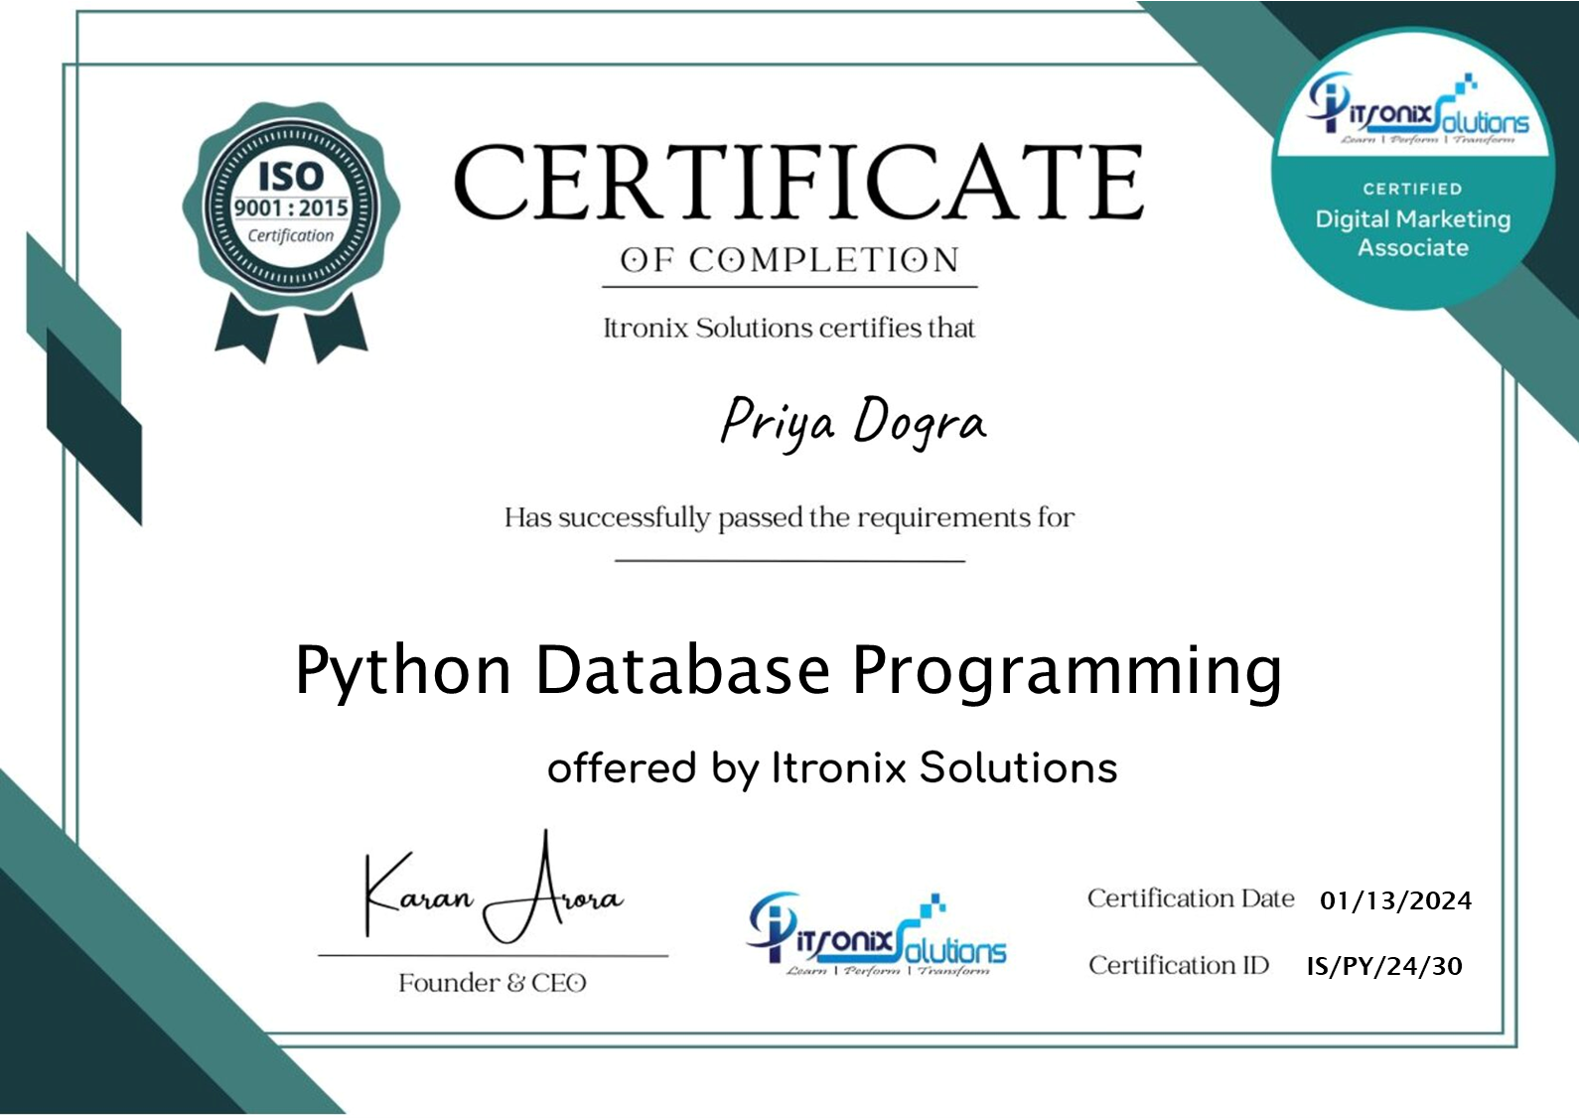 ISO
9001 : 2015
Certification
CERTIFICATE
OF COMPLETION
itronix Solutions
Learn | Perform | Transform
CERTIFIED
Digital Marketing
Associate
Itronix Solutions certifies that
Priya Dogra
Has successfully passed the requirements for
Python Database Programming
offered by Itronix Solutions
Karan Arora
Founder & CEO
itronix Solutions
Learn | Perform | Transform
Certification Date 01/13/2024
Certification ID IS/PY/24/30